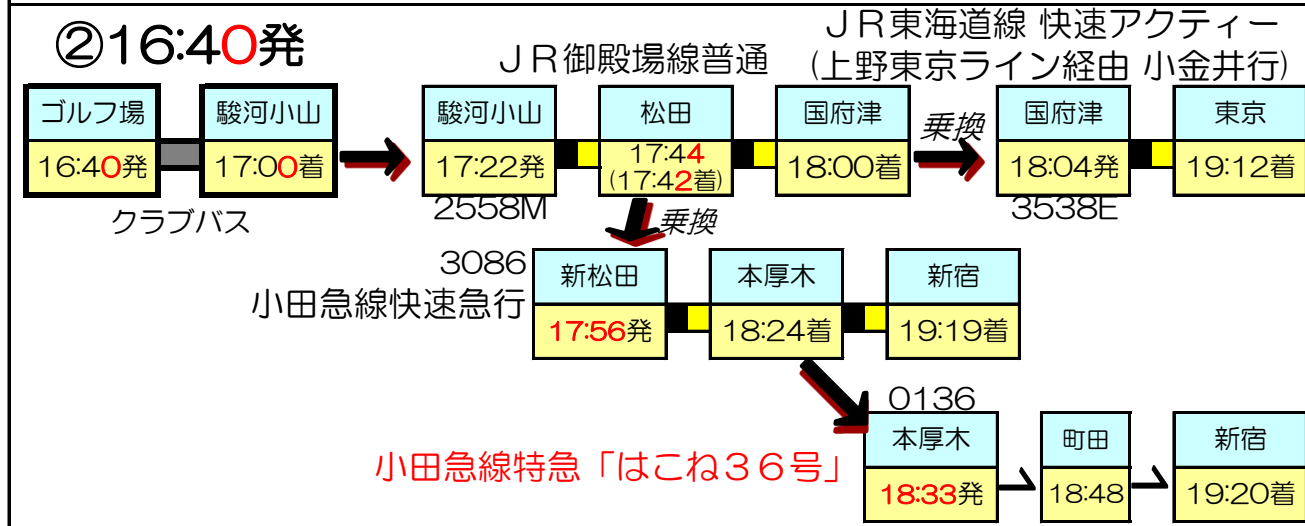 ②16:40発
JR東海道線 快速アクティー
JR御殿場線普通
(上野東京ライン経由 小金井行)
ゴルフ場
駿河小山
駿河小山
松田
国府津
乗換
国府津
東京
16:40発
17:00着
17:22発
17:44
(17:42着)
18:00着
18:04発
19:12着
クラブバス
2558M
乗換
3538E
3086
小田急線快速急行
新松田
本厚木
新宿
17:56発
18:24着
19:19着
0136
小田急線特急「はこね36号」
本厚木
町田
新宿
18:33発
18:48
19:20着